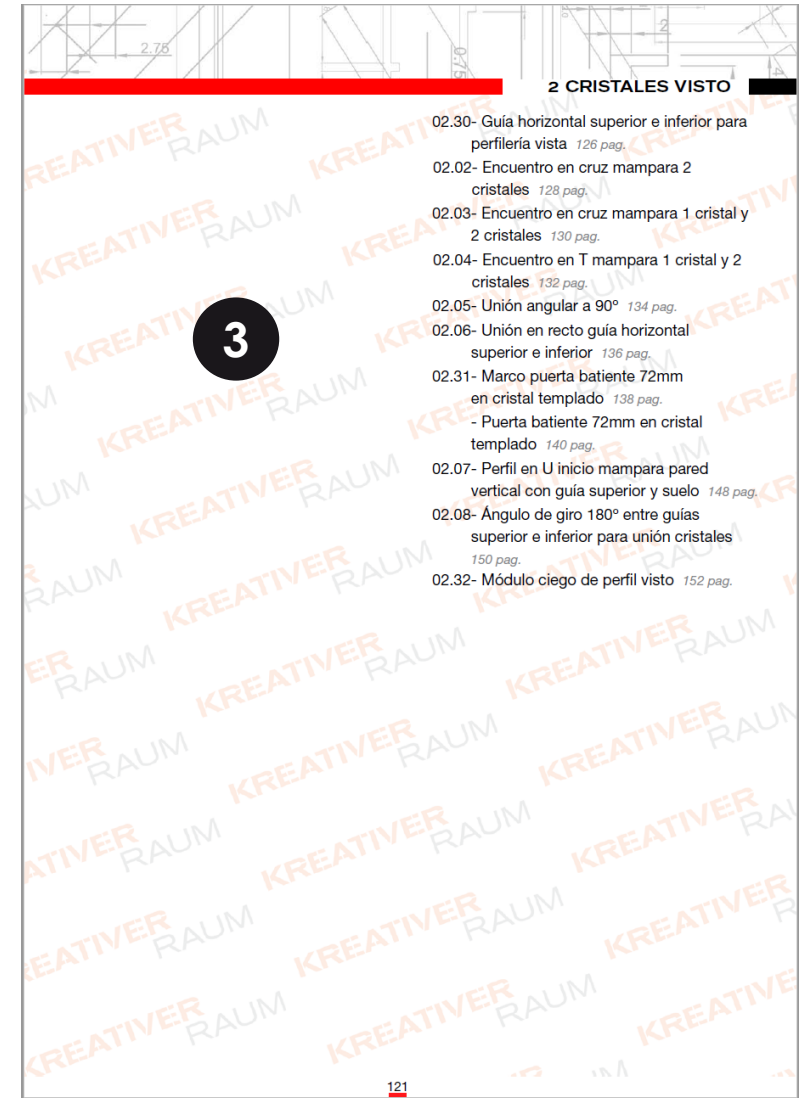 2.75
0.75
2
2 CRISTALES VISTO
02.30- Guía horizontal superior e inferior para
perfilería vista 126 pag.
02.02- Encuentro en cruz mampara 2
cristales 128 pag.
02.03- Encuentro en cruz mampara 1 cristal y
2 cristales 130 pag.
02.04- Encuentro en T mampara 1 cristal y 2
cristales 132 pag.
02.05- Unión angular a 90º 134 pag.
02.06- Unión en recto guía horizontal
superior e inferior 136 pag.
02.31- Marco puerta batiente 72mm
en cristal templado 138 pag.
- Puerta batiente 72mm en cristal
templado 140 pag.
02.07- Perfil en U inicio mampara pared
vertical con guía superior y suelo 148 pag.
02.08- Ángulo de giro 180º entre guías
superior e inferior para unión cristales
150 pag.
02.32- Módulo ciego de perfil visto 152 pag.
3
KREATIVER
RAUM
121